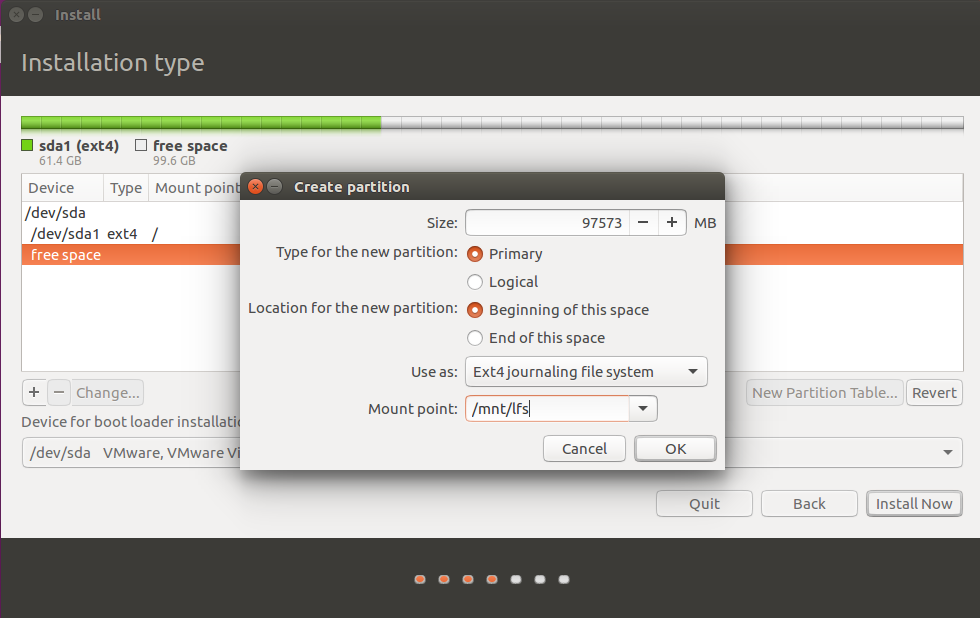 Install
Installation type
sda1 (ext4) free space
61.4 GB 99.6 GB
Device Type Mount point
/dev/sda
/dev/sda1 ext4 /
free space
+ − Change... New Partition Table... Revert
Device for boot loader installatio
/dev/sda VMware, VMware Vi
Quit Back Install Now
Create partition
Size: 97573 − + MB
Type for the new partition: Primary
Logical
Location for the new partition: Beginning of this space
End of this space
Use as: Ext4 journaling file system
Mount point: /mnt/lfs
Cancel OK